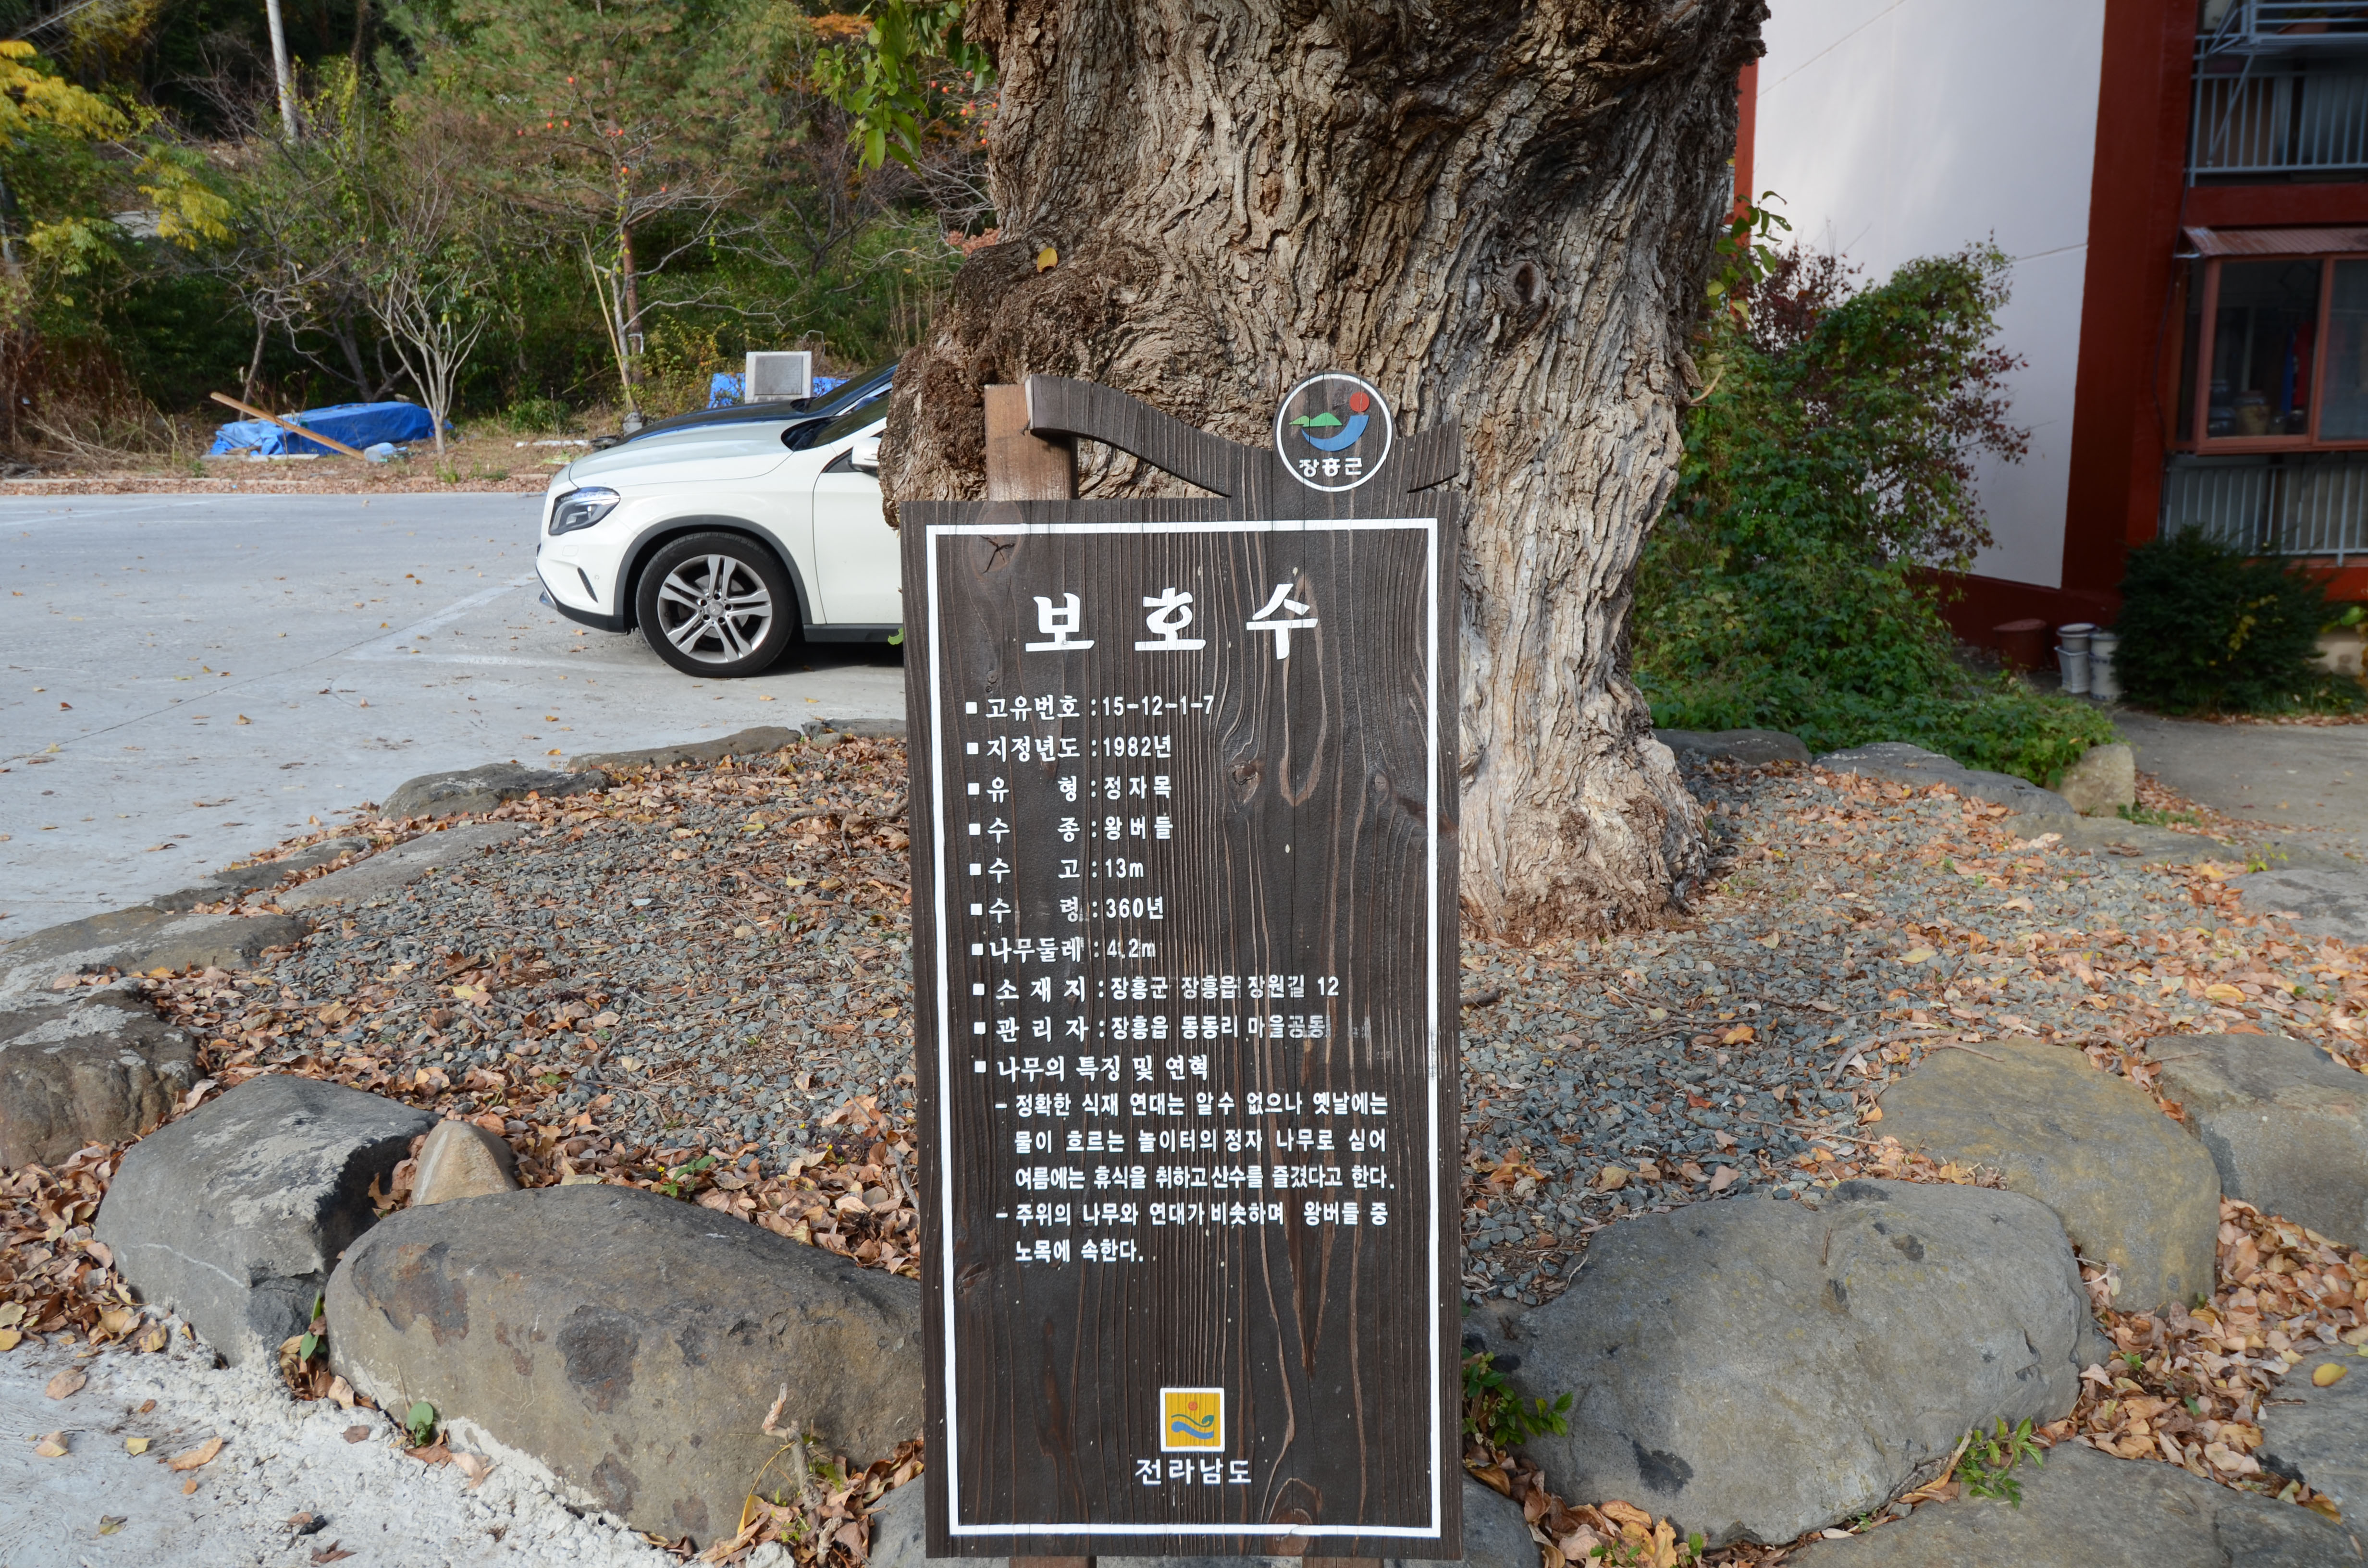 장흥군
보호수
■ 고유번호 : 15-12-1-7
■ 지정년도 : 1982년
■ 유 형 : 정자목
■ 수 종 : 왕버들
■ 수 고 : 13m
■ 수 령 : 360년
■ 나무둘레 : 4.2m
■ 소 재 지 : 장흥군 장흥읍 장원길 12
■ 관 리 자 : 장흥읍 동동리 마을공동
■ 나무의 특징 및 연혁
- 정확한 식재 연대는 알수 없으나 옛날에는
물이 흐르는 놀이터의 정자 나무로 심어
여름에는 휴식을 취하고 산수를 즐겼다고 한다.
- 주위의 나무와 연대가 비슷하며 왕버들 중
노목에 속한다.
전라남도